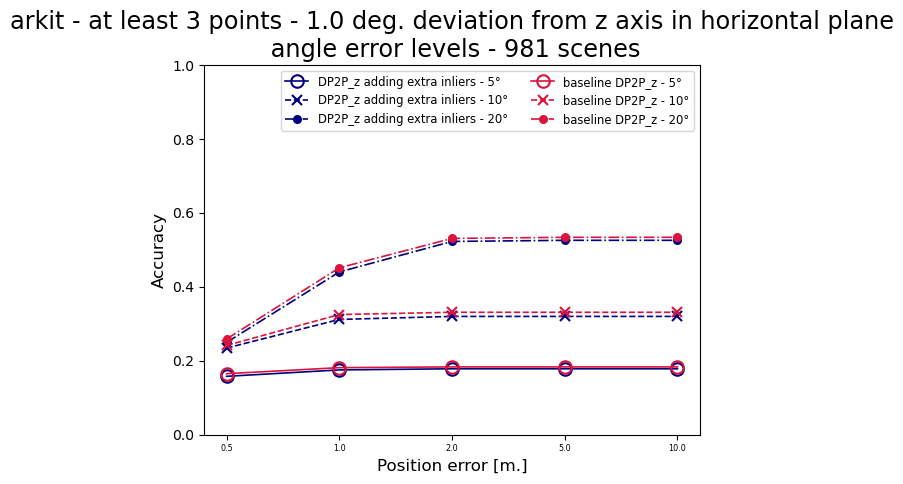 arkit - at least 3 points - 1.0 deg. deviation from z axis in horizontal plane
angle error levels - 981 scenes
DP2P_z adding extra inliers - 5°
DP2P_z adding extra inliers - 10°
DP2P_z adding extra inliers - 20°
baseline DP2P_z - 5°
baseline DP2P_z - 10°
baseline DP2P_z - 20°
1.0
0.8
0.6
0.4
0.2
0.0
Accuracy
0.5
1.0
2.0
5.0
10.0
Position error [m.]